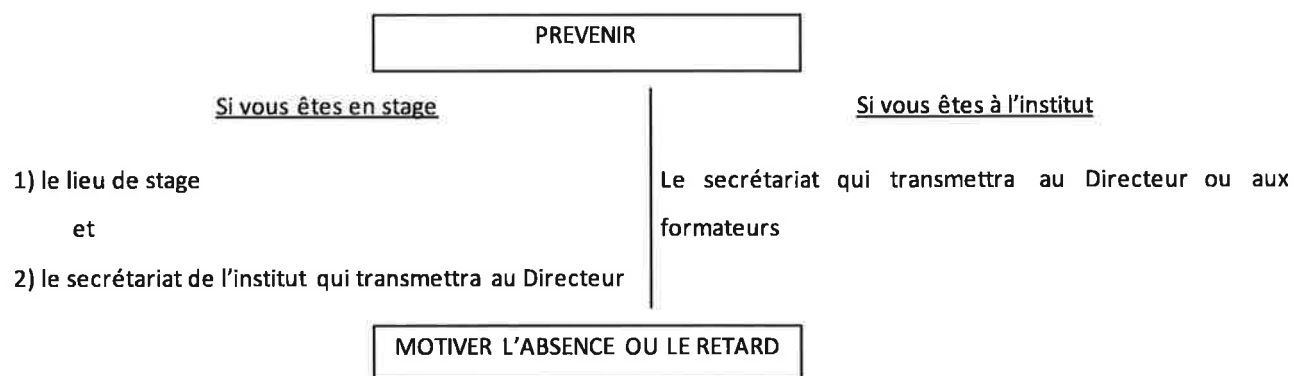 PREVENIR
Si vous êtes en stage
1) le lieu de stage
et
2) le secrétariat de l'institut qui transmettra au Directeur
Si vous êtes à l'institut
Le secrétariat qui transmettra au Directeur ou aux
formateurs
MOTIVER L'ABSENCE OU LE RETARD